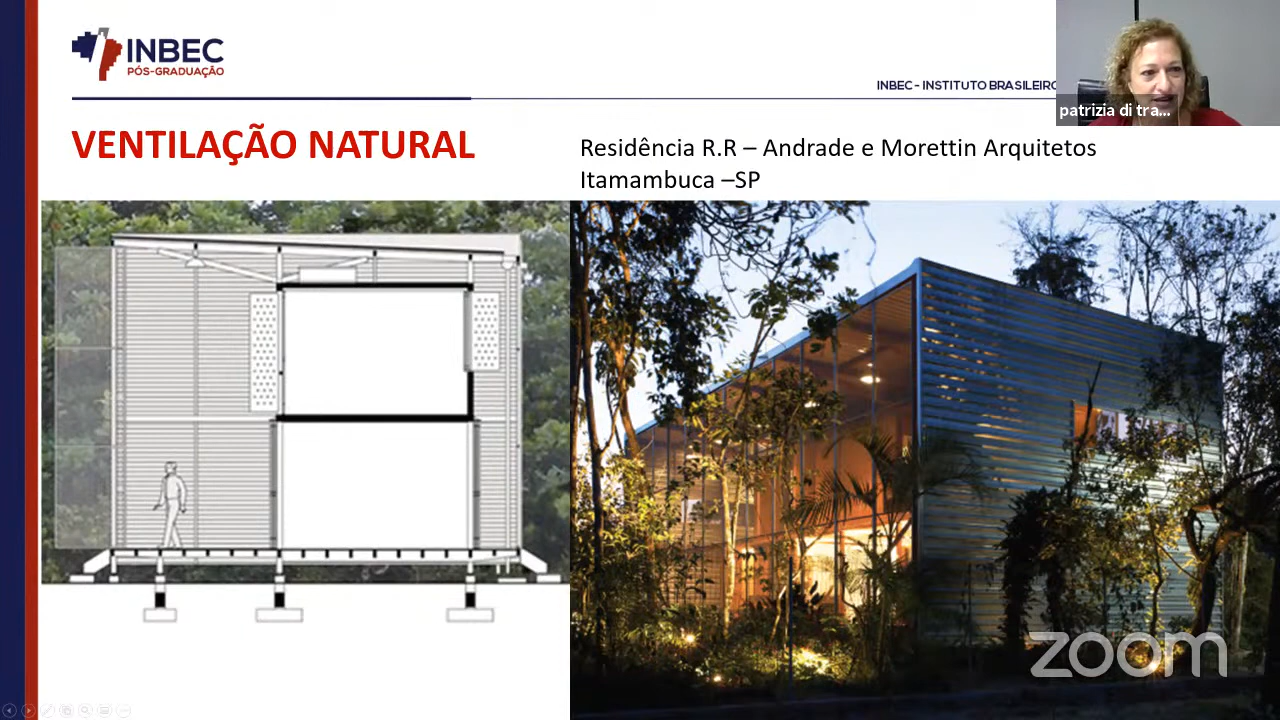 INBEC
PÓS-GRADUAÇÃO
INBEC - INSTITUTO BRASILEIRO
patrizia di tra...
VENTILAÇÃO NATURAL
Residência R.R – Andrade e Morettin Arquitetos
Itamambuca –SP
zoom